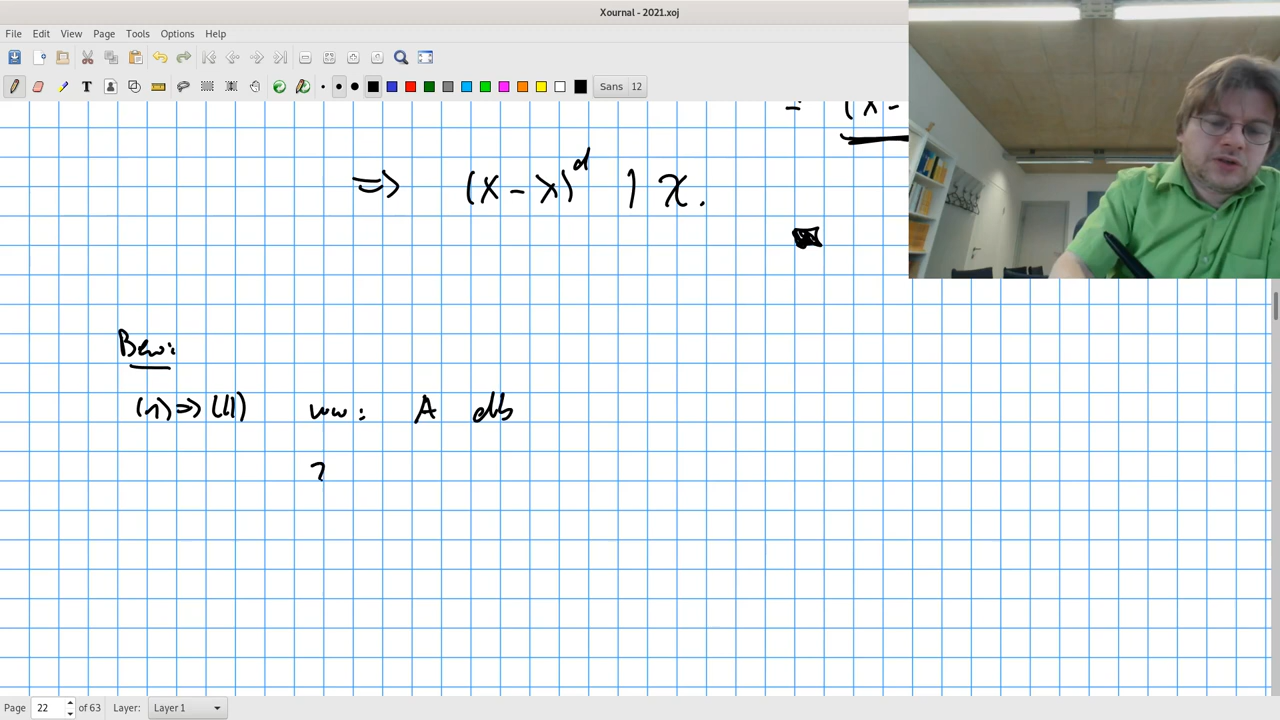 Xournal - 2021.xoj
File Edit View Page Tools Options Help
Sans 12
= (X -
=> (X - λ)^d | χ.
Bew:
(i) => (ii) ww: A db
Z
Page 22 of 63 Layer: Layer 1